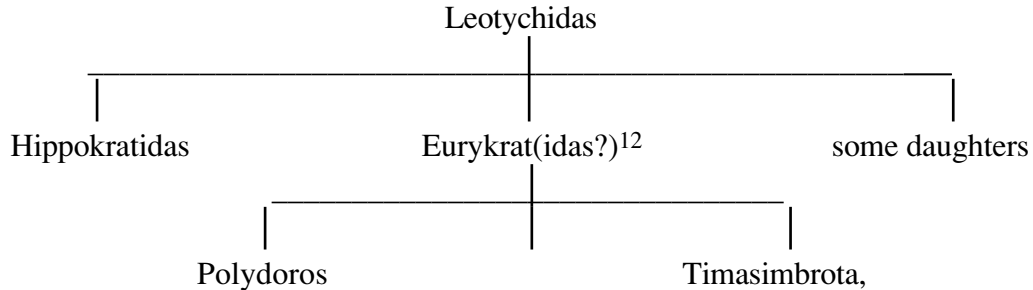 Leotychidas
Hippokratidas Eurykrat(idas?)12 some daughters
Polydoros Timasimbrota,